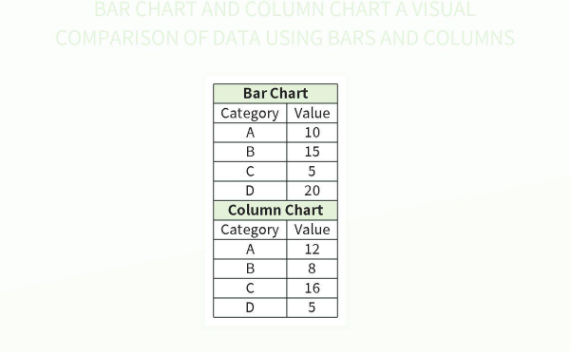 BAR CHART AND COLUMN CHART A VISUAL
COMPARISON OF DATA USING BARS AND COLUMNS
Bar Chart
Category Value
A 10
B 15
C 5
D 20
Column Chart
Category Value
A 12
B 8
C 16
D 5